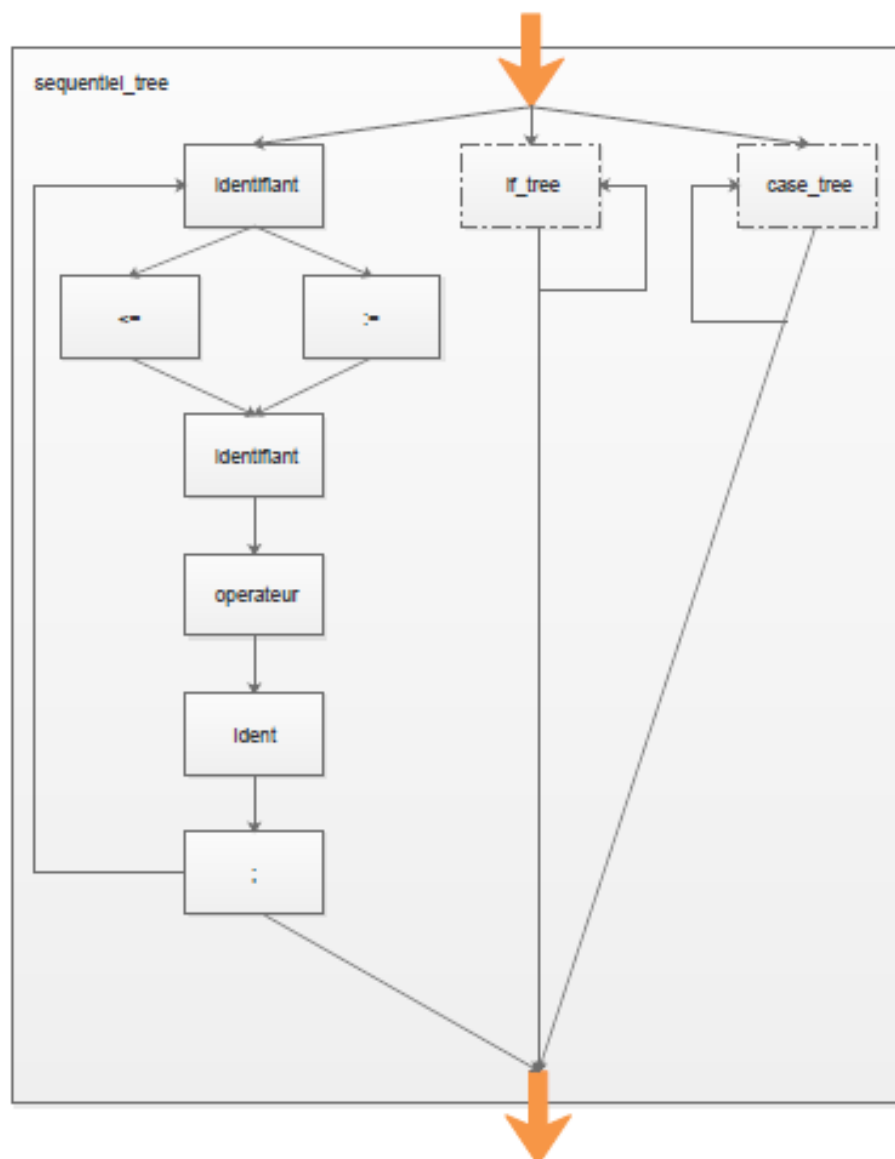 sequentiel_tree
identifiant
if_tree
case_tree
<=
:=
identifiant
operateur
ident
;